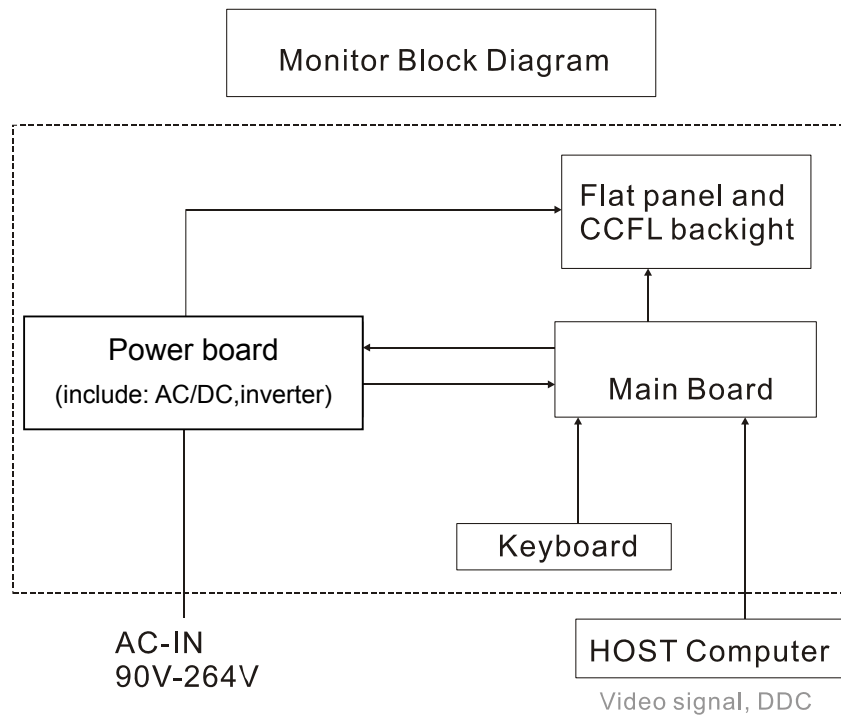 Monitor Block Diagram
Flat panel and
CCFL backight
Power board
(include: AC/DC,inverter)
Main Board
Keyboard
AC-IN
90V-264V
HOST Computer
Video signal, DDC